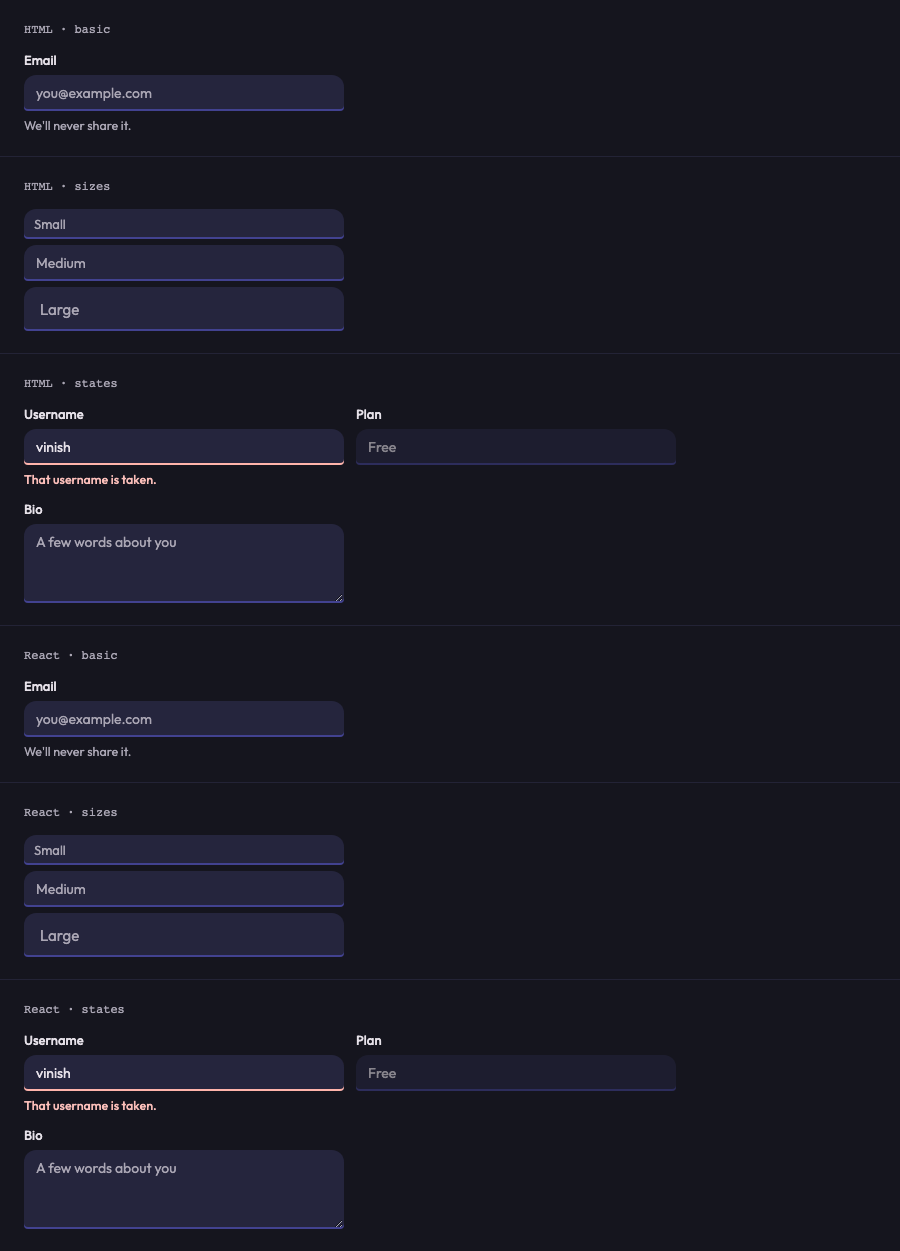 HTML · basic
Email
you@example.com
We'll never share it.
HTML · sizes
Small
Medium
Large
HTML · states
Username
Plan
vinish
Free
That username is taken.
Bio
A few words about you
React · basic
Email
you@example.com
We'll never share it.
React · sizes
Small
Medium
Large
React · states
Username
Plan
vinish
Free
That username is taken.
Bio
A few words about you